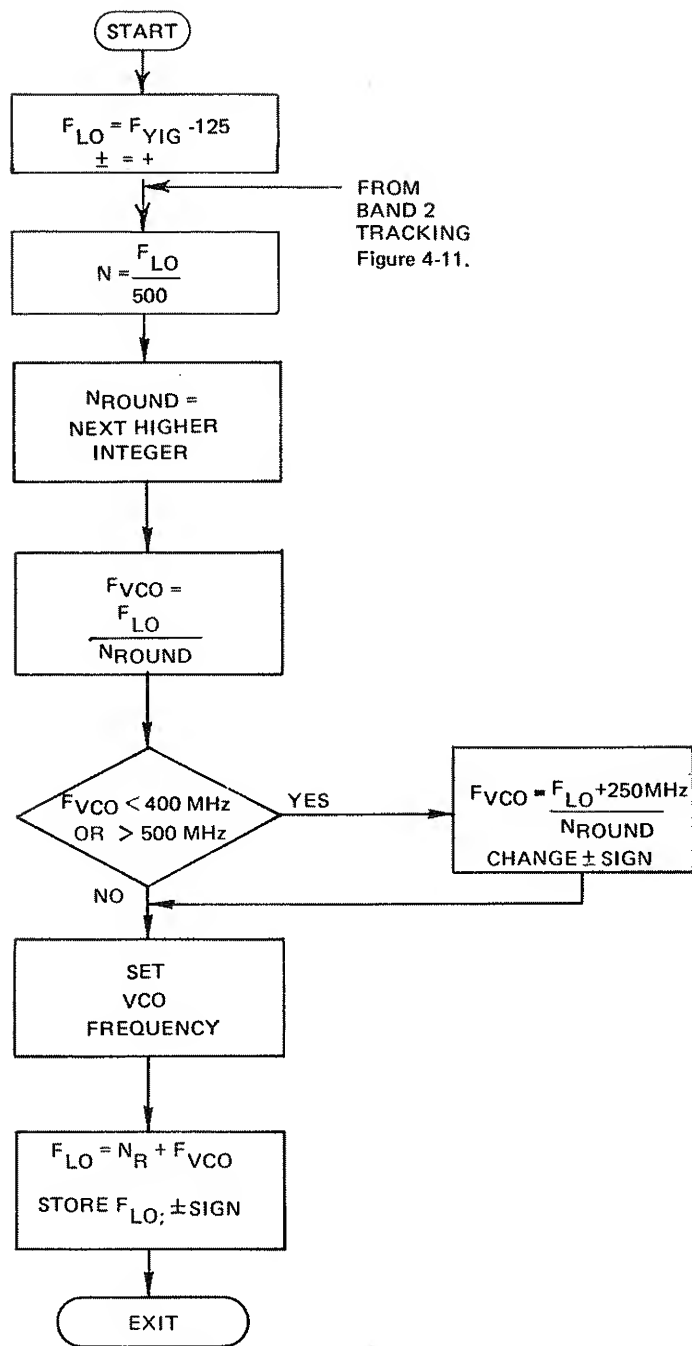 START
F_LO = F_YIG -125
± = +
FROM
BAND 2
TRACKING
Figure 4-11.
N = F_LO
500
N_ROUND =
NEXT HIGHER
INTEGER
F_VCO =
F_LO
N_ROUND
F_VCO < 400 MHz
OR > 500 MHz
YES
F_VCO = F_LO +250MHz
N_ROUND
CHANGE ± SIGN
NO
SET
VCO
FREQUENCY
F_LO = N_R + F_VCO
STORE F_LO; ± SIGN
EXIT